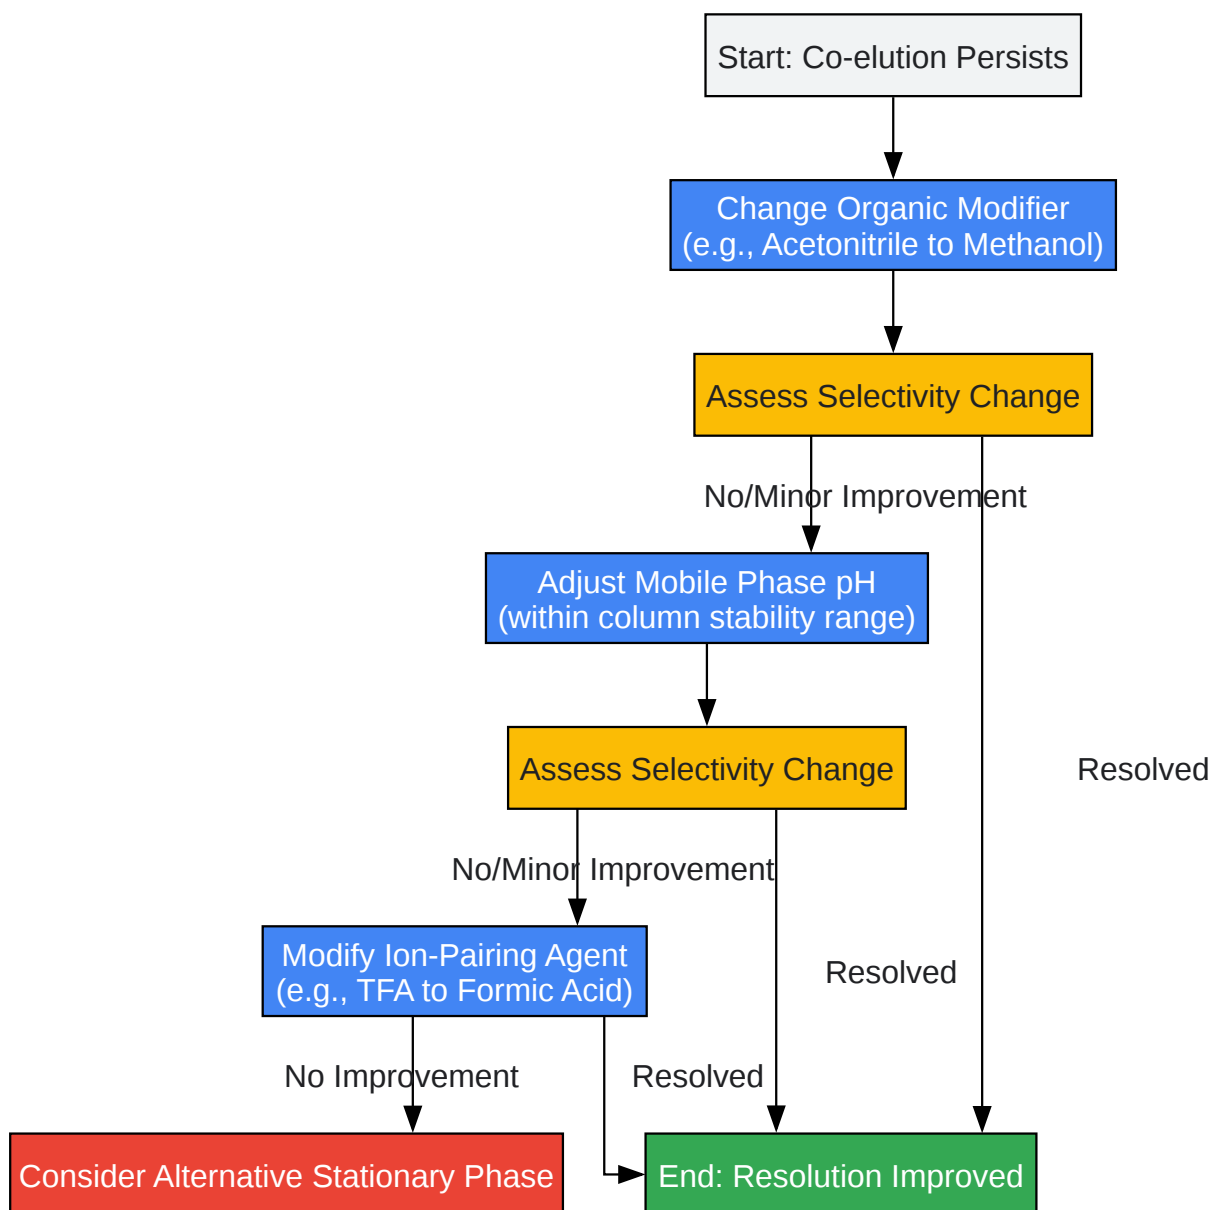 Start: Co-elution Persists
Change Organic Modifier
(e.g., Acetonitrile to Methanol)
Assess Selectivity Change
No/Minor Improvement
Adjust Mobile Phase pH
(within column stability range)
Assess Selectivity Change
Resolved
No/Minor Improvement
Modify Ion-Pairing Agent
(e.g., TFA to Formic Acid)
Resolved
No Improvement
Resolved
Consider Alternative Stationary Phase
End: Resolution Improved